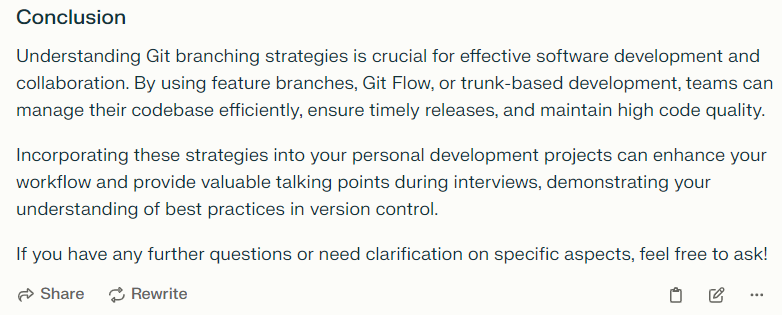 Conclusion
Understanding Git branching strategies is crucial for effective software development and
collaboration. By using feature branches, Git Flow, or trunk-based development, teams can
manage their codebase efficiently, ensure timely releases, and maintain high code quality.
Incorporating these strategies into your personal development projects can enhance your
workflow and provide valuable talking points during interviews, demonstrating your
understanding of best practices in version control.
If you have any further questions or need clarification on specific aspects, feel free to ask!
Share Rewrite